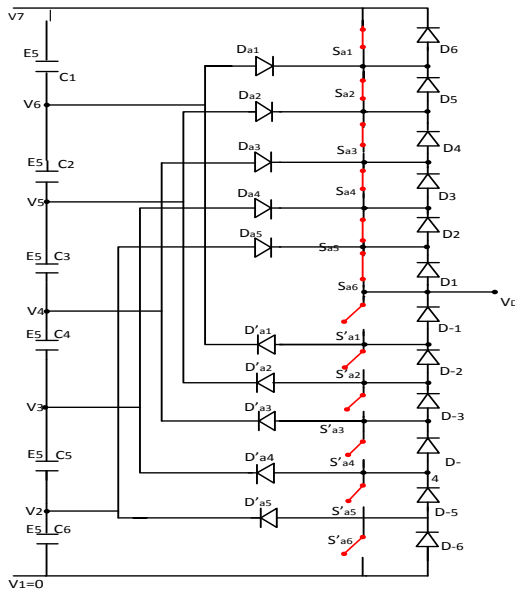 V7
E5
C1
V6
E5
C2
V5
E5
C3
V4
E5
C4
V3
E5
C5
V2
E5
C6
V1=0
Da1
Da2
Da3
Da4
Da5
D'a1
D'a2
D'a3
D'a4
D'a5
Sa1
Sa2
Sa3
Sa4
Sa5
Sa6
S'a1
S'a2
S'a3
S'a4
S'a5
S'a6
D6
D5
D4
D3
D2
D1
D-1
D-2
D-3
D-
4
D-5
D-6